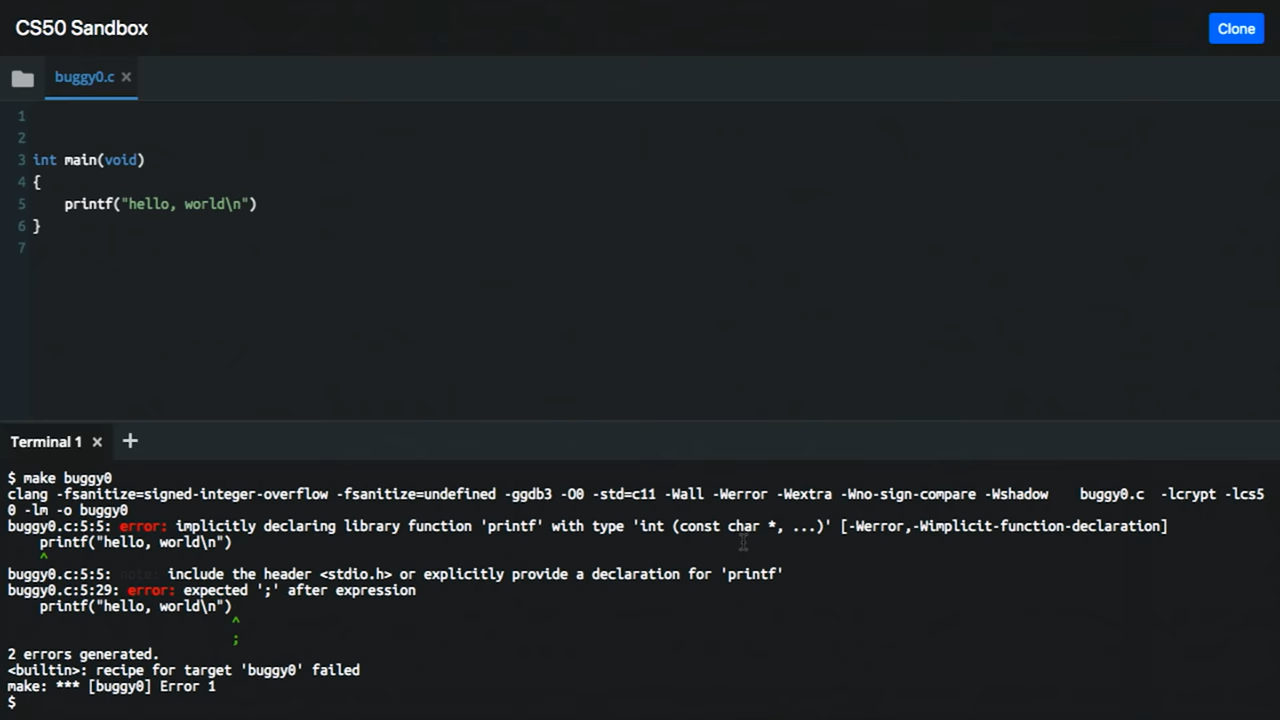 CS50 Sandbox
Clone
buggy0.c ×
1
2
3 int main(void)
4 {
5     printf("hello, world\n")
6 }
7
Terminal 1 × +
$ make buggy0
clang -fsanitize=signed-integer-overflow -fsanitize=undefined -ggdb3 -O0 -std=c11 -Wall -Werror -Wextra -Wno-sign-compare -Wshadow    buggy0.c  -lcrypt -lcs5
0 -lm -o buggy0
buggy0.c:5:5: error: implicitly declaring library function 'printf' with type 'int (const char *, ...)' [-Werror,-Wimplicit-function-declaration]
    printf("hello, world\n")
    ^
buggy0.c:5:5: note: include the header <stdio.h> or explicitly provide a declaration for 'printf'
buggy0.c:5:29: error: expected ';' after expression
    printf("hello, world\n")
                            ^
                            ;
2 errors generated.
<builtin>: recipe for target 'buggy0' failed
make: *** [buggy0] Error 1
$